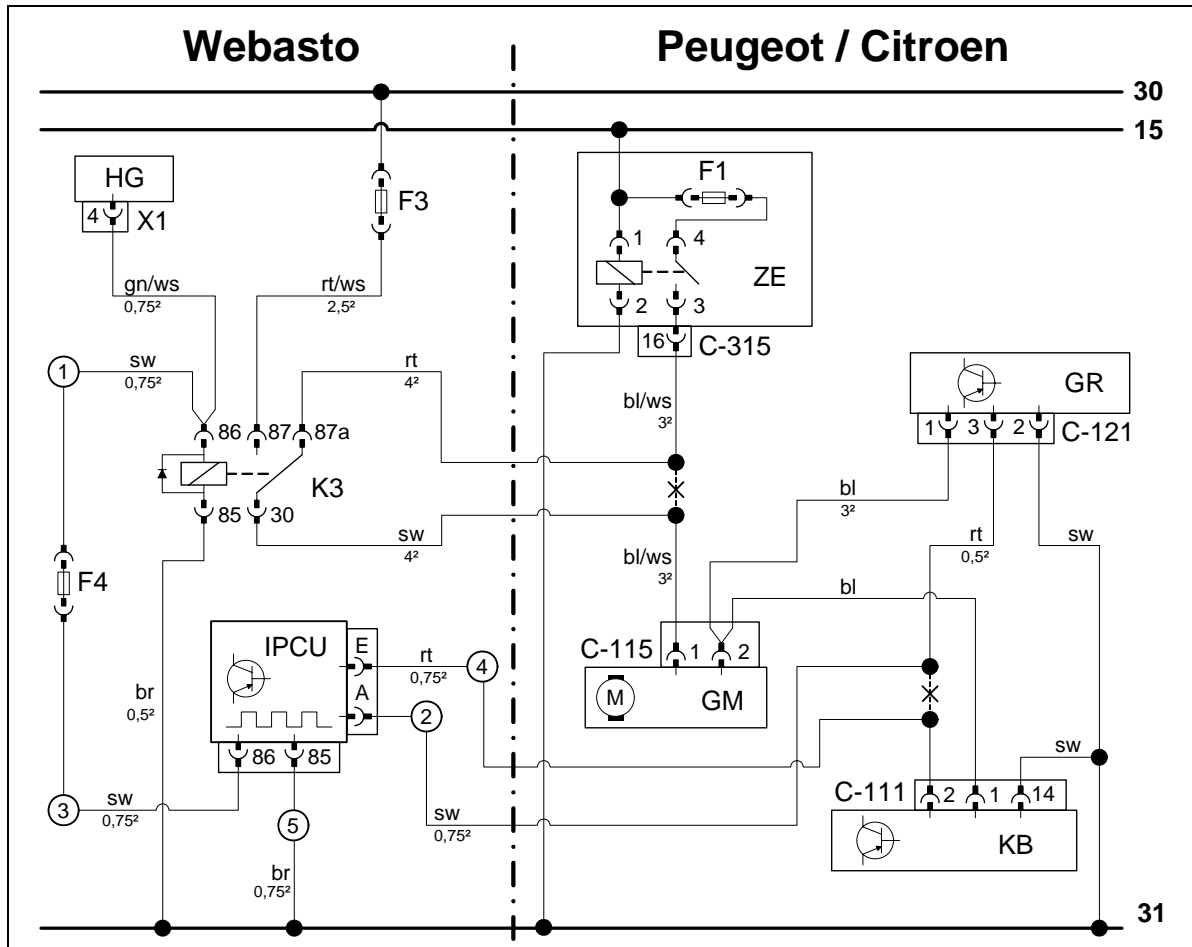 Webasto
Peugeot / Citroen
30
15
HG
4
X1
F3
F1
1
4
ZE
2
3
16
C-315
gn/ws
0,75²
rt/ws
2,5²
1
sw
0,75²
rt
4²
bl/ws
3²
GR
1
3
2
C-121
86
87
87a
K3
85
30
sw
4²
bl
3²
rt
0,5²
sw
bl/ws
3²
bl
F4
IPCU
E
A
rt
0,75²
4
2
C-115
1
2
M
GM
br
0,5²
86
85
3
sw
0,75²
5
sw
0,75²
sw
C-111
2
1
14
KB
br
0,75²
31